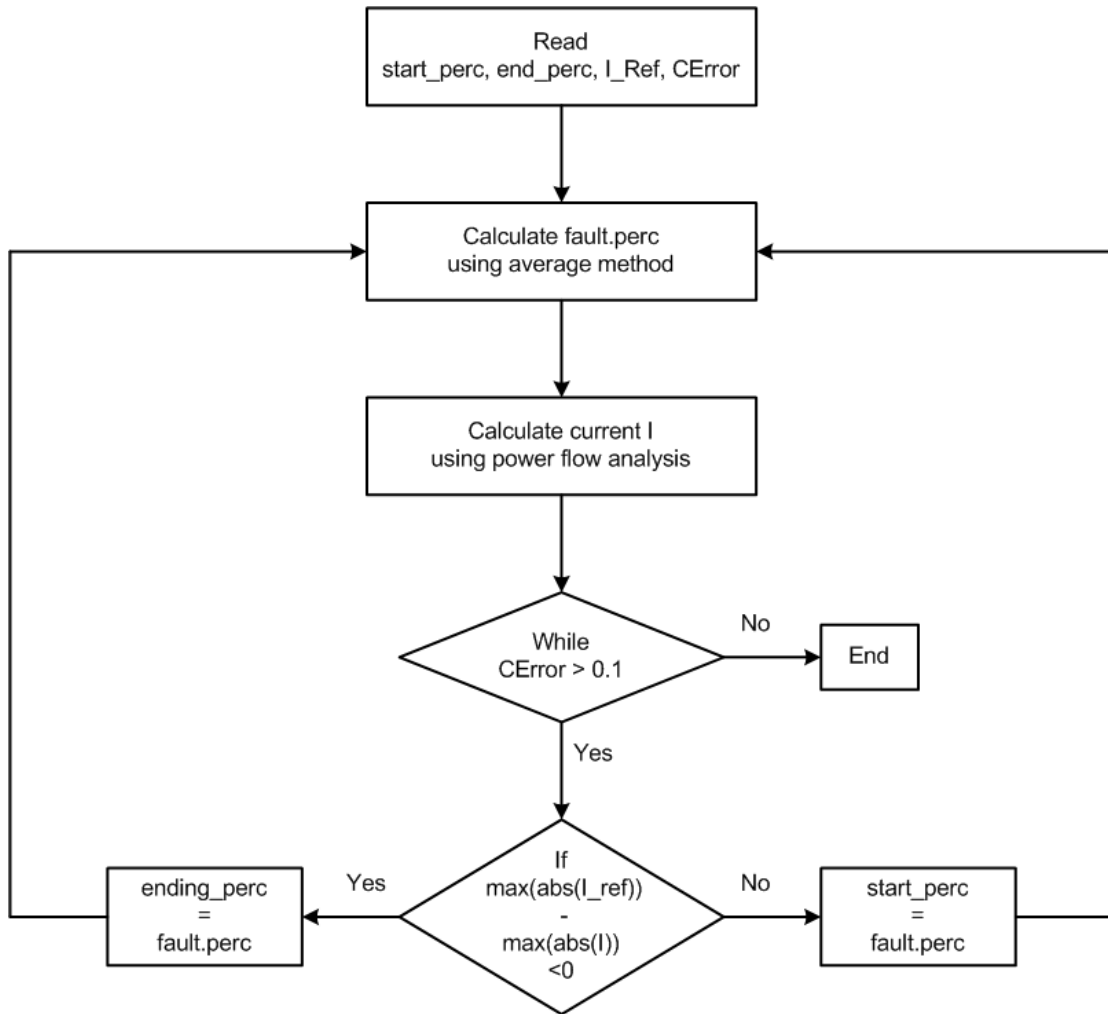 Read
start_perc, end_perc, I_Ref, CError
Calculate fault.perc
using average method
Calculate current I
using power flow analysis
While
CError > 0.1
No
End
Yes
If
max(abs(I_ref))
-
max(abs(I))
<0
Yes
ending_perc
=
fault.perc
No
start_perc
=
fault.perc